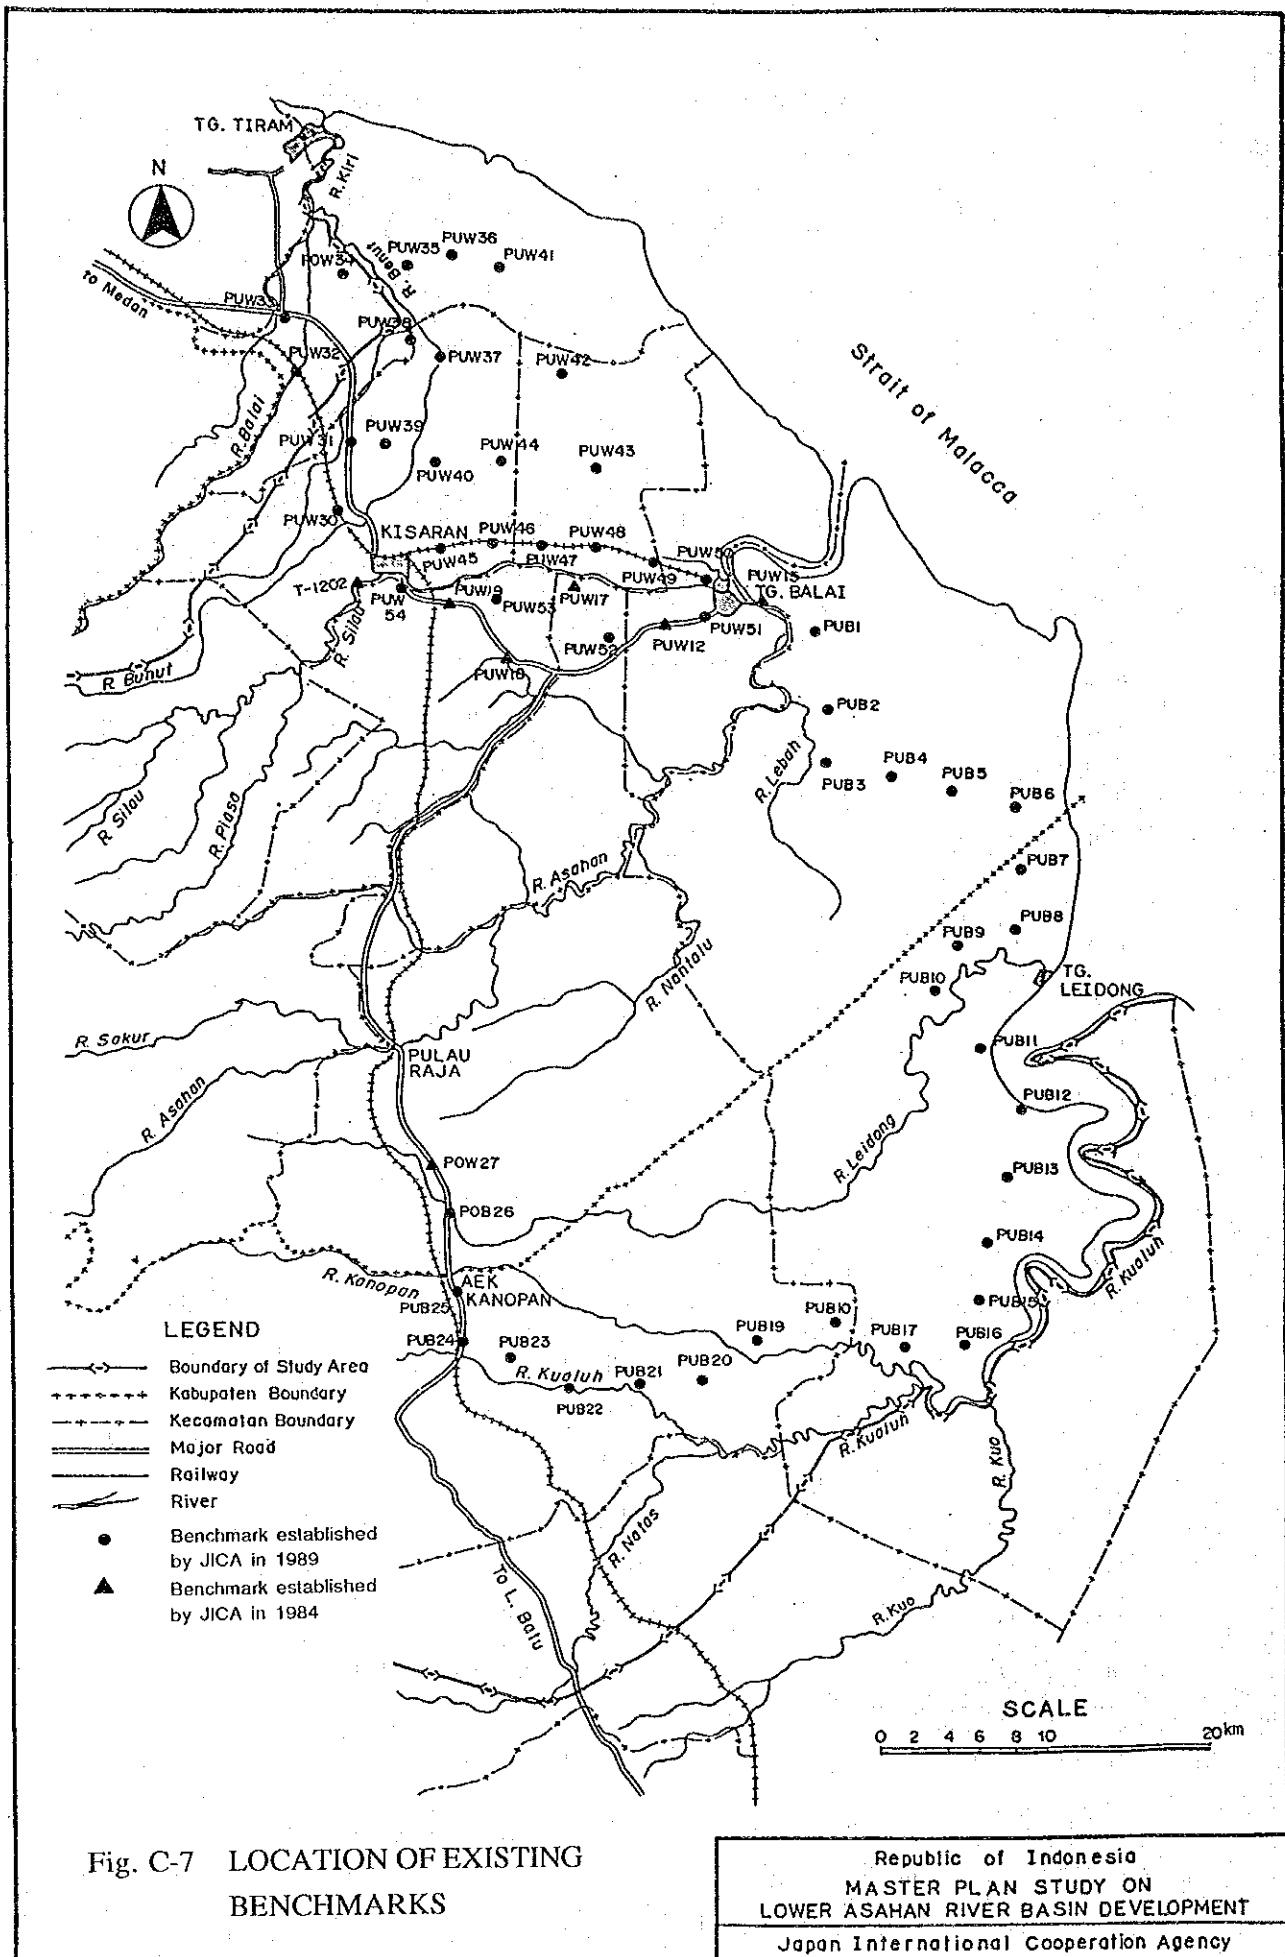 TG. TIRAM
N
R. Kiri
R. Benur
PUW36
PUW35
PUW41
POW34
to Medan
PUW33
PUW38
PUW32
PUW37
PUW42
Strait of Malacca
R. Balai
PUW31
PUW39
PUW44
PUW43
PUW40
PUW30
KISARAN
PUW46
PUW48
PUW45
PUW47
PUW49
PUW15
TG. BALAI
T-1202
PUW
54
PUW19
PUW53
PUW17
PUW51
PUB1
R. Silau
PUW52
PUW12
PUW18
R. Bunut
PUB2
R. Lebah
PUB3
PUB4
PUB5
PUB6
R. Silau
R. Piasa
PUB7
R. Asahan
PUB8
PUB9
PUB10
TG.
LEIDONG
R. Nantalu
R. Sakur
PULAU
RAJA
PUB11
R. Asahan
PUB12
R. Leidong
POW27
PUB13
POB26
PUB14
R. Kualuh
R. Kanopan
AEK
KANOPAN
PUB25
PUB15
PUB10
PUB24
PUB23
PUB19
PUB17
PUB16
R. Kualuh
PUB21
PUB20
PUB22
R. Kualuh
R. Kuo
R. Natas
To L. Batu
R. Kuo
LEGEND
Boundary of Study Area
Kabupaten Boundary
Kecamatan Boundary
Major Road
Railway
River
Benchmark established
by JICA in 1989
Benchmark established
by JICA in 1984
SCALE
0 2 4 6 8 10 20km
Fig. C-7 LOCATION OF EXISTING
BENCHMARKS
Republic of Indonesia
MASTER PLAN STUDY ON
LOWER ASAHAN RIVER BASIN DEVELOPMENT
Japan International Cooperation Agency